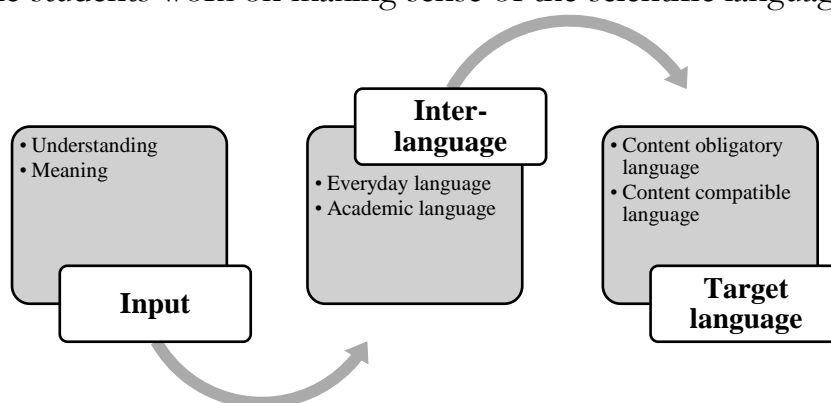 students work on making sense of the scientific language
• Understanding
• Meaning
Input
Inter-
language
• Everyday language
• Academic language
• Content obligatory
language
• Content compatible
language
Target
language